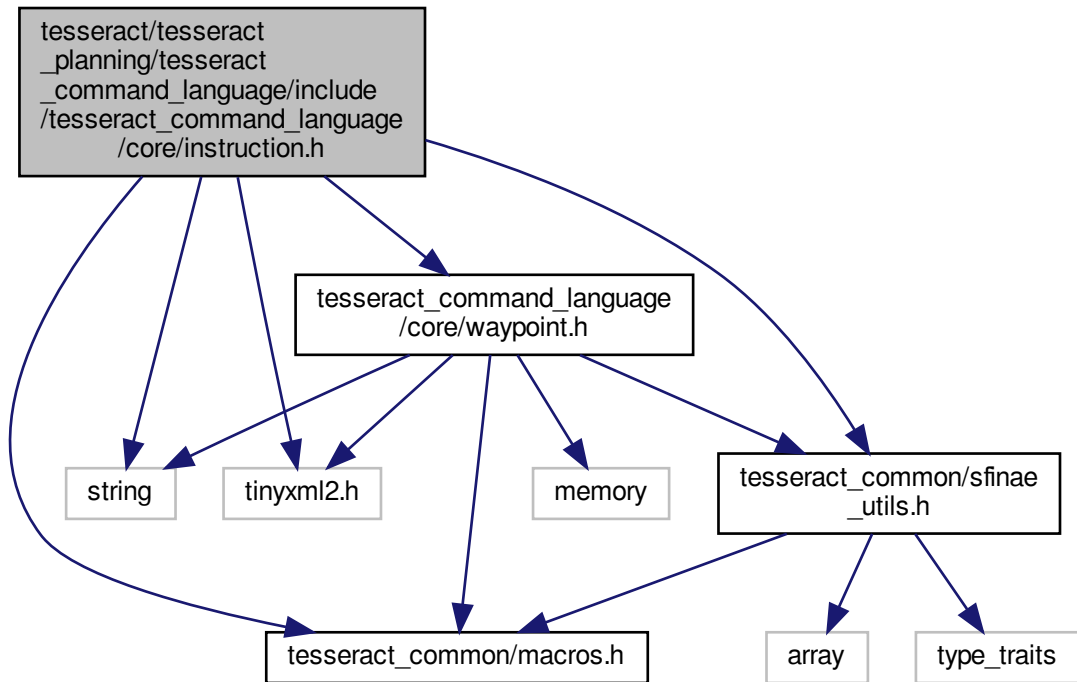 tesseract/tesseract
_planning/tesseract
_command_language/include
/tesseract_command_language
/core/instruction.h
tesseract_command_language
/core/waypoint.h
string
tinyxml2.h
memory
tesseract_common/sfinae
_utils.h
tesseract_common/macros.h
array
type_traits